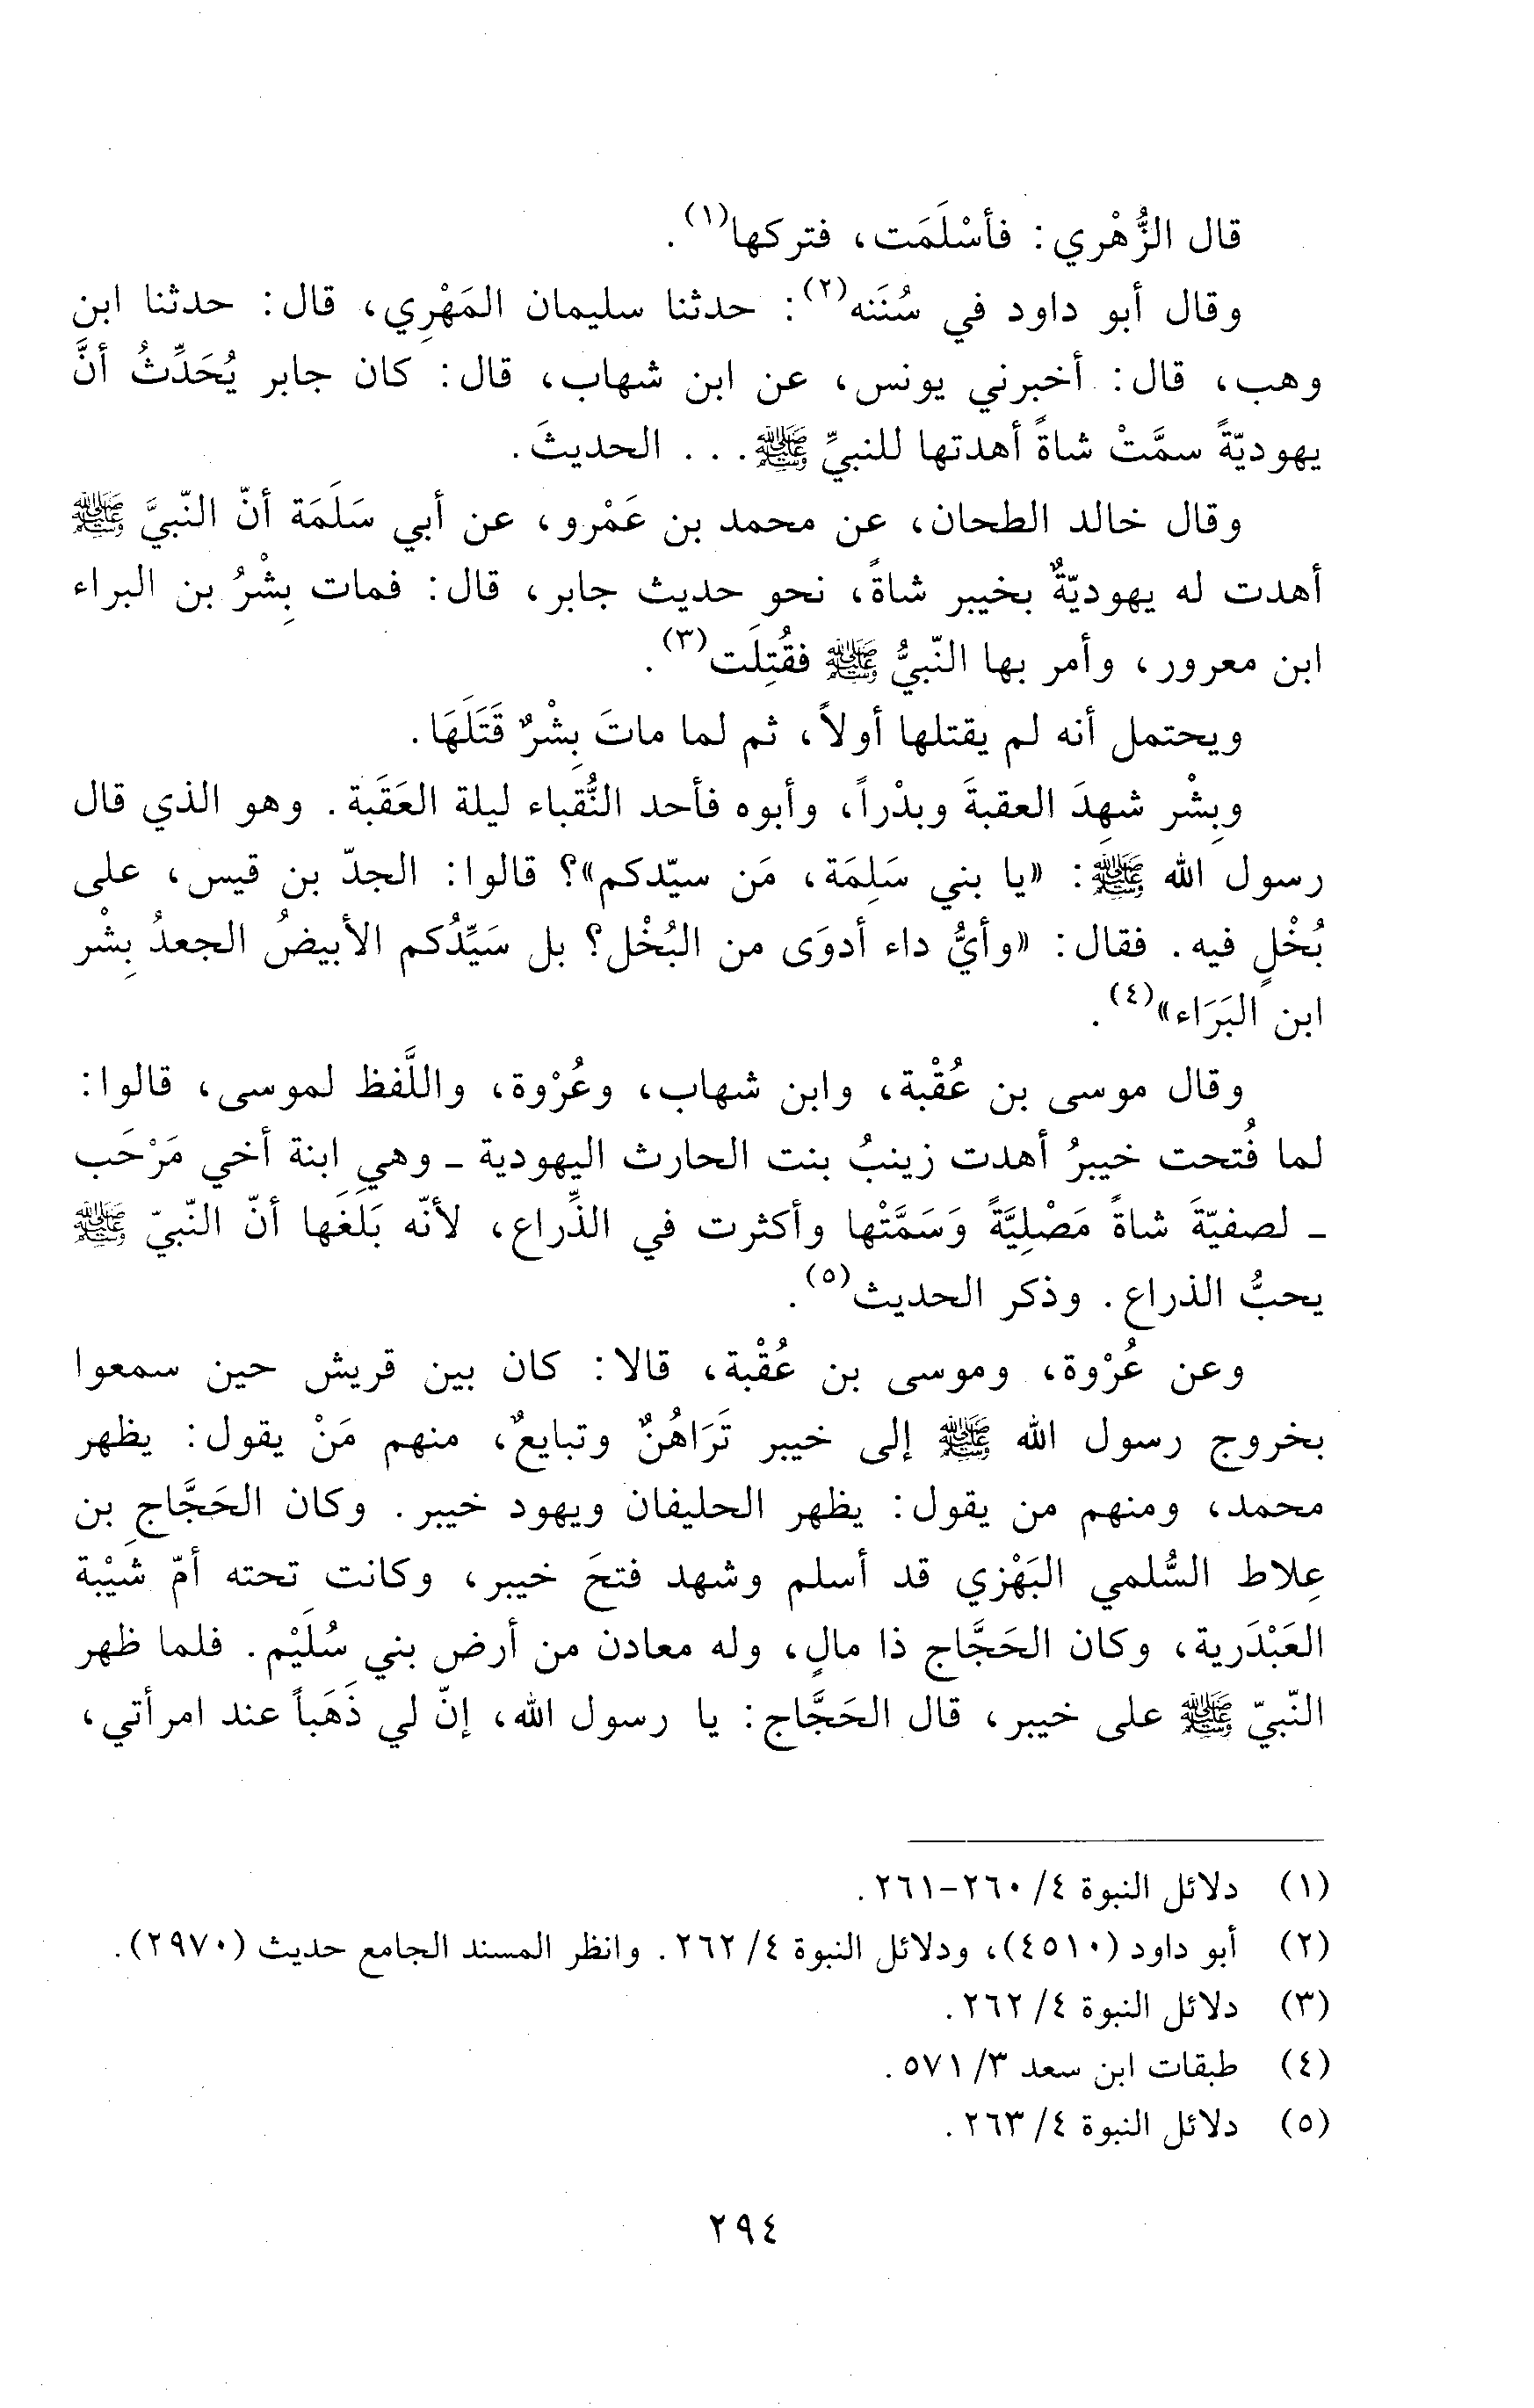 قال الزُّهْري: فأسْلَمَت، فتركها(١).
وقال أبو داود في سُنَنه(٢): حدثنا سليمان المَهْرِي، قال: حدثنا ابن
وهب، قال: أخبرني يونس، عن ابن شهاب، قال: كان جابر يُحَدِّثُ أنَّ
يهوديّةً سمَّتْ شاةً أهدتها للنبيِّ ﷺ... الحديثَ.
وقال خالد الطحان، عن محمد بن عَمْرو، عن أبي سَلَمَة أنّ النّبيَّ ﷺ
أهدت له يهوديّةٌ بخيبر شاةً، نحو حديث جابر، قال: فمات بِشْرُ بن البراء
ابن معرور، وأمر بها النّبيُّ ﷺ فقُتِلَت(٣).
ويحتمل أنه لم يقتلها أولاً، ثم لما ماتَ بِشْرٌ قَتَلَهَا.
وبِشْر شهِدَ العقبةَ وبدْراً، وأبوه فأحد النُّقباء ليلة العَقَبة. وهو الذي قال
رسول الله ﷺ: «يا بني سَلِمَة، مَن سيّدكم»؟ قالوا: الجدّ بن قيس، على
بُخْلٍ فيه. فقال: «وأيُّ داء أدوَى من البُخْل؟ بل سَيِّدُكم الأبيضُ الجعدُ بِشْر
ابن البَرَاء»(٤).
وقال موسى بن عُقْبة، وابن شهاب، وعُرْوة، واللَّفظ لموسى، قالوا:
لما فُتحت خيبرُ أهدت زينبُ بنت الحارث اليهودية ـ وهي اِبنة أخي مَرْحَب
ـ لصفيّةَ شاةً مَصْلِيَّةً وَسَمَّتْها وأكثرت في الذِّراع، لأنّه بَلَغَها أنّ النّبيّ ﷺ
يحبُّ الذراع. وذكر الحديث(٥).
وعن عُرْوة، وموسى بن عُقْبة، قالا: كان بين قريش حين سمعوا
بخروج رسول الله ﷺ إلى خيبر تَرَاهُنٌ وتبايعٌ، منهم مَنْ يقول: يظهر
محمد، ومنهم من يقول: يظهر الحليفان ويهود خيبر. وكان الحَجَّاجِ بن
عِلاط السُّلمي البَهْزي قد أسلم وشهد فتحَ خيبر، وكانت تحته أمّ شيْبة
العَبْدَرية، وكان الحَجَّاج ذا مالٍ، وله معادن من أرض بني سُلَيْم. فلما ظهر
النّبيّ ﷺ على خيبر، قال الحَجَّاج: يا رسول الله، إنّ لي ذَهَباً عند امرأتي،
(١) دلائل النبوة ٤/ ٢٦٠-٢٦١.
(٢) أبو داود (٤٥١٠)، ودلائل النبوة ٤/ ٢٦٢. وانظر المسند الجامع حديث (٢٩٧٠).
(٣) دلائل النبوة ٤/ ٢٦٢.
(٤) طبقات ابن سعد ٣/ ٥٧١.
(٥) دلائل النبوة ٤/ ٢٦٣.
٢٩٤